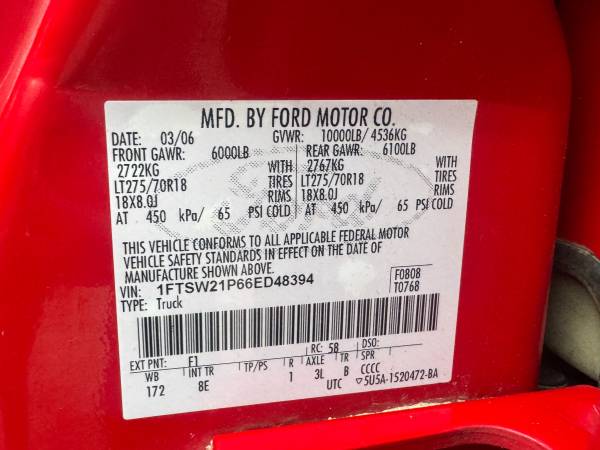 MFD. BY FORD MOTOR CO.
DATE: 03/06 GVWR: 10000LB/ 4536KG
FRONT GAWR: 6000LB REAR GAWR: 6100LB
2722KG WITH 2767KG WITH
LT275/70R18 TIRES LT275/70R18 TIRES
18X8.0J RIMS 18X8.0J RIMS
AT 450 kPa/ 65 PSI COLD AT 450 kPa/ 65 PSI COLD
THIS VEHICLE CONFORMS TO ALL APPLICABLE FEDERAL MOTOR
VEHICLE SAFETY STANDARDS IN EFFECT ON THE DATE OF
MANUFACTURE SHOWN ABOVE.
VIN: 1FTSW21P66ED48394 F0808
TYPE: Truck T0768
RC: 58 DSO:
EXT PNT: F1
WB INT TR TP/PS R AXLE TR SPR
172 8E 1 3L B CCCC
UTC ▽5U5A-1520472-BA